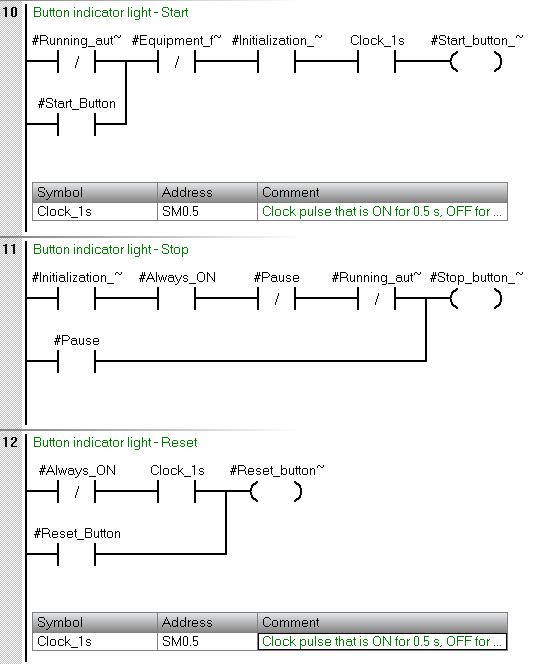 10 Button indicator light - Start
#Running_aut~ #Equipment_f~ #Initialization_~ Clock_1s #Start_button_~
/ /
#Start_Button
Symbol Address Comment
Clock_1s SM0.5 Clock pulse that is ON for 0.5 s, OFF for ...
11 Button indicator light - Stop
#Initialization_~ #Always_ON #Pause #Running_aut~ #Stop_button_~
/ /
#Pause
12 Button indicator light - Reset
#Always_ON Clock_1s #Reset_button~
/
#Reset_Button
Symbol Address Comment
Clock_1s SM0.5 Clock pulse that is ON for 0.5 s, OFF for ...